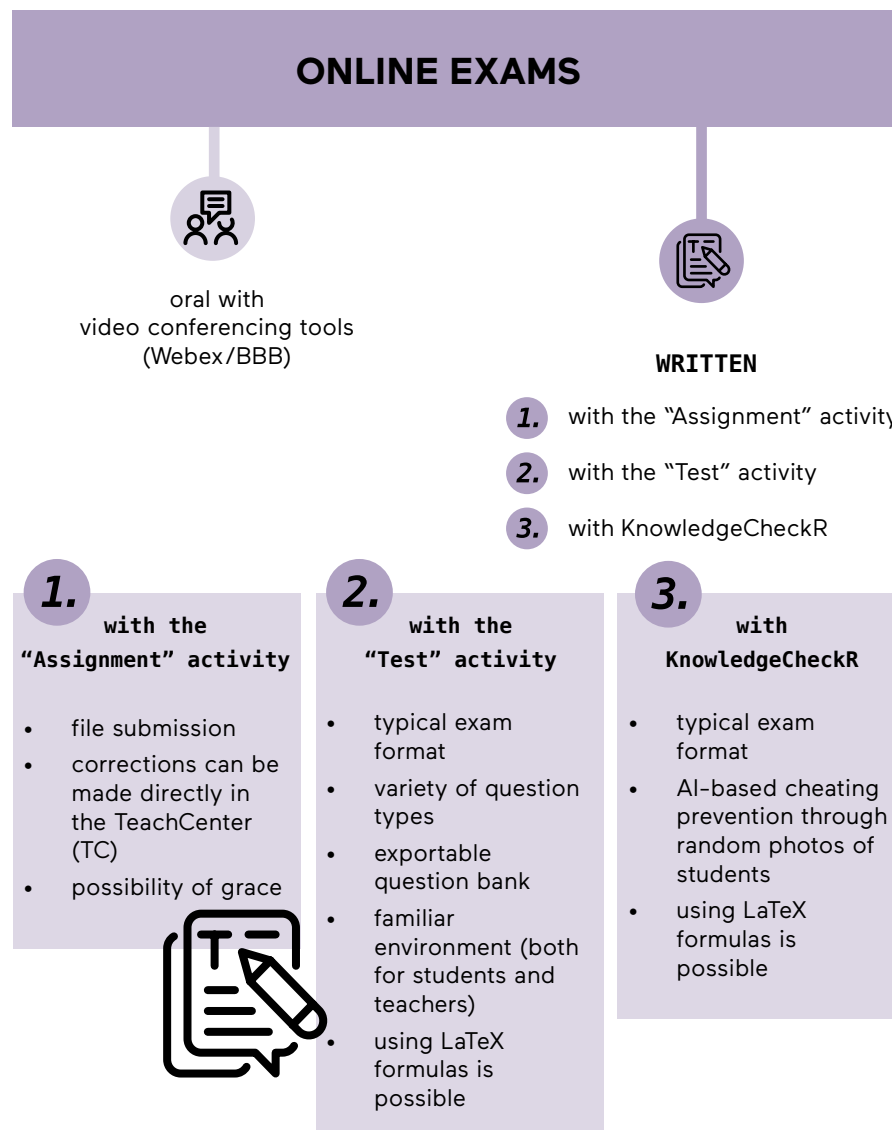 ONLINE EXAMS
oral with
video conferencing tools
(Webex/BBB)
WRITTEN
1. with the “Assignment” activity
2. with the “Test” activity
3. with KnowledgeCheckR
1.
with the
“Assignment” activity
• file submission
• corrections can be
made directly in
the TeachCenter
(TC)
• possibility of grace
2.
with the
“Test” activity
• typical exam
format
• variety of question
types
• exportable
question bank
• familiar
environment (both
for students and
teachers)
• using LaTeX
formulas is
possible
3.
with
KnowledgeCheckR
• typical exam
format
• AI-based cheating
prevention through
random photos of
students
• using LaTeX
formulas is
possible